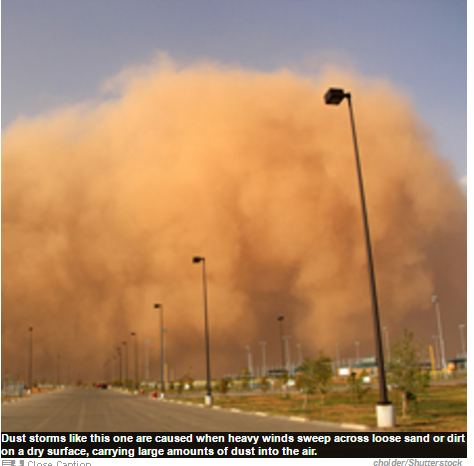 Dust storms like this one are caused when heavy winds sweep across loose sand or dirt
on a dry surface, carrying large amounts of dust into the air.
Close Caption
cholder/Shutterstock